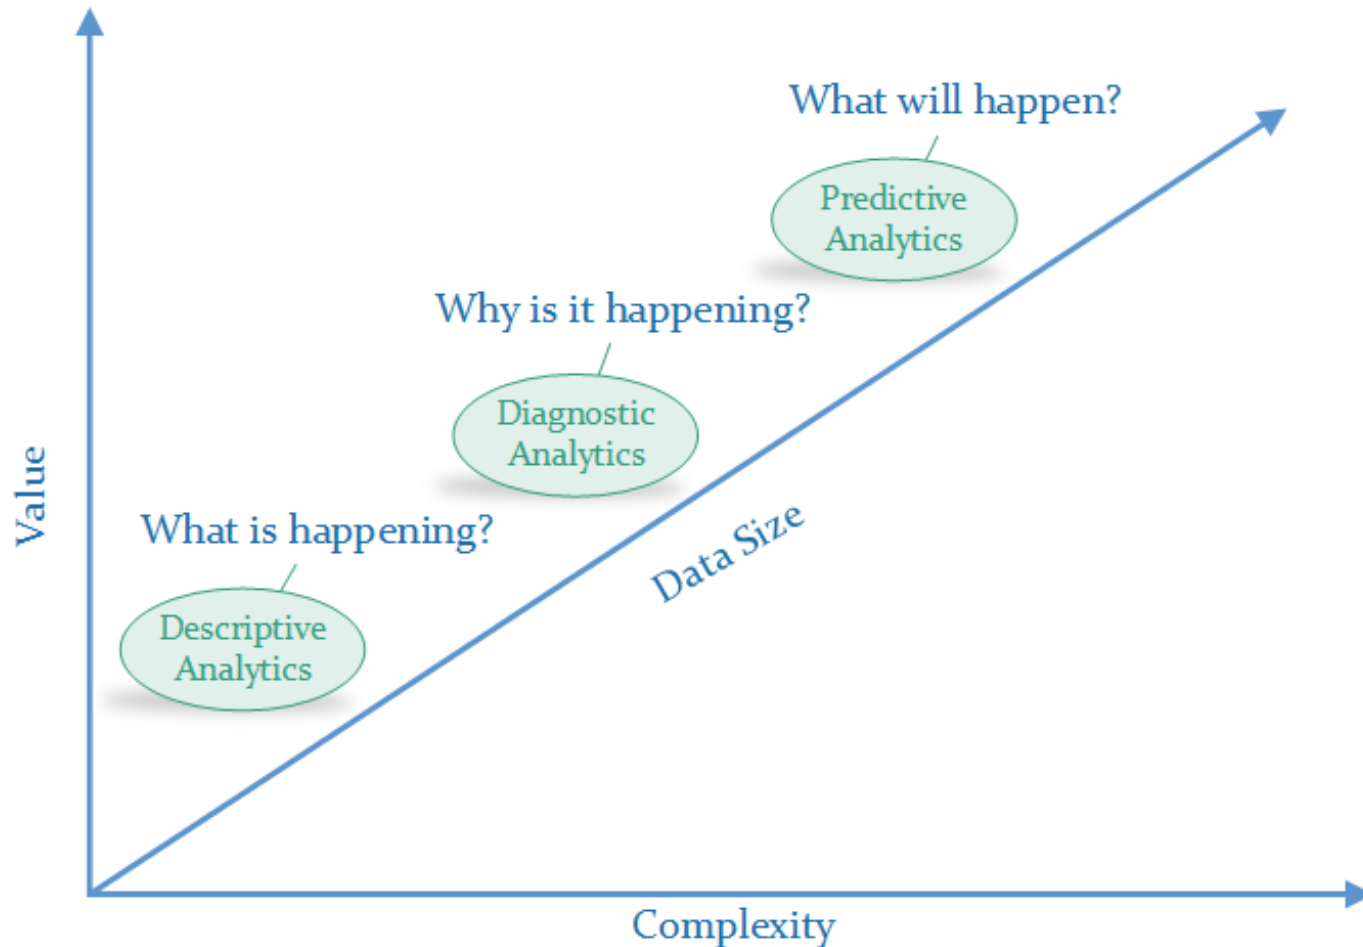 What will happen?
Predictive
Analytics
Why is it happening?
Diagnostic
Analytics
Value
Data Size
What is happening?
Descriptive
Analytics
Complexity